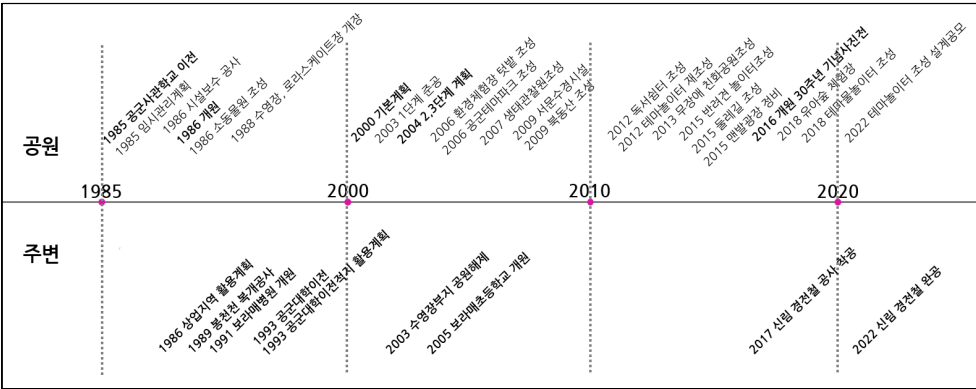 공원
1985 공군사관학교 이전
1985 임시관리계획
1986 시설보수 공사
1986 개원
1986 소동물원 조성
1988 수영장, 로라스케이트장 개장
2000 기본계획
2003 1단계 준공
2004 2.3단계 계획
2006 환경체험장 텃밭 조성
2006 공군테마파크 조성
2007 생태관찰원조성
2009 서문수경시설
2009 북동산 조성
2012 독서쉼터 조성
2012 테마놀이터 재조성
2013 무장애 친화공원조성
2015 반려견 놀이터조성
2015 둘레길 조성
2015 맨발광장 정비
2016 개원 30주년 기념사진전
2018 유아숲 체험장
2018 테마물놀이터 조성
2022 테마놀이터 조성 설계공모
1985
2000
2010
2020
주변
1986 상업지역 활용계획
1989 봉천천 복개공사
1991 보라매병원 개원
1993 공군대학이전
1993 공군대학이전적지 활용계획
2003 수영장부지 공원해제
2005 보라매초등학교 개원
2017 신림 경전철 공사 착공
2022 신림 경전철 완공